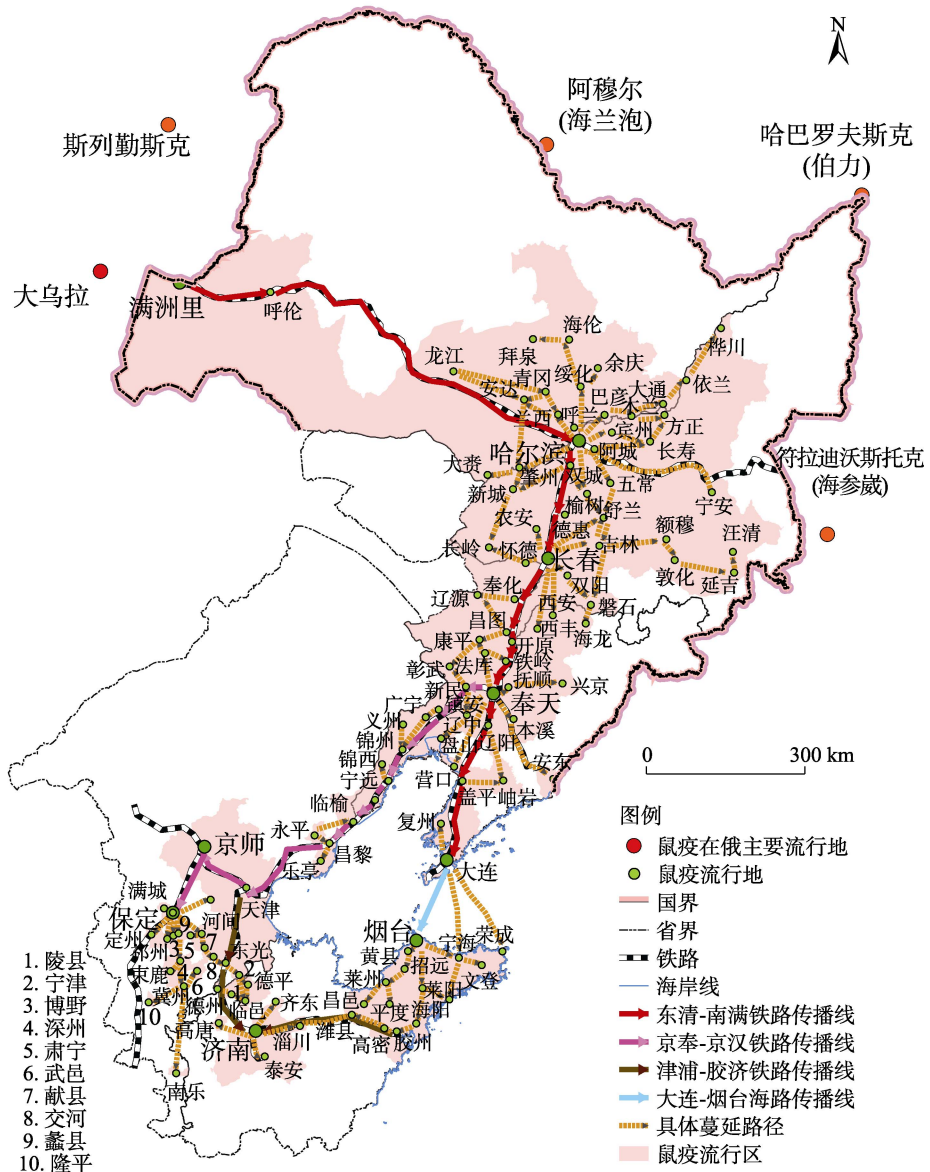 N
阿穆尔
(海兰泡)
斯列勤斯克
哈巴罗夫斯克
(伯力)
大乌拉
满洲里
呼伦
海伦
拜泉
桦川
龙江
余庆
青冈
绥化
依兰
安达
巴彦
大通
木兰
兰西
呼兰
方正
宾州
哈尔滨
阿城
长寿
符拉迪沃斯托克
(海参崴)
大赉
肇州
双城
五常
新城
宁安
榆树
农安
舒兰
德惠
额穆
汪清
长岭
怀德
吉林
长春
敦化
延吉
双阳
奉化
辽源
西安
磐石
昌图
西丰
海龙
康平
开原
法库
铁岭
彰武
抚顺
兴京
新民
广宁
镇安
奉天
义州
辽中
本溪
锦州
盘山
辽阳
0
300 km
锦西
安东
宁远
营口
盖平
岫岩
临榆
复州
永平
京师
昌黎
乐亭
大连
满城
天津
保定
河间
烟台
定州
9
宁海
荣成
祁州
3
5
7
东光
黄县
招远
束鹿
4
8
2
德平
莱州
文登
莱阳
冀州
6
德州
临邑
齐东
昌邑
平度
海阳
10
高唐
潍县
济南
淄川
高密
胶州
泰安
南乐
1. 陵县
2. 宁津
3. 博野
4. 深州
5. 肃宁
6. 武邑
7. 献县
8. 交河
9. 蠡县
10. 隆平
图例
鼠疫在俄主要流行地
鼠疫流行地
国界
省界
铁路
海岸线
东清-南满铁路传播线
京奉-京汉铁路传播线
津浦-胶济铁路传播线
大连-烟台海路传播线
具体蔓延路径
鼠疫流行区